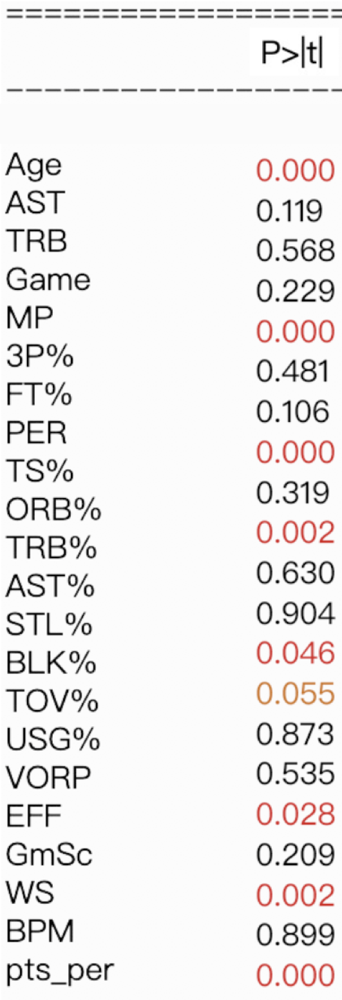 P>|t|
Age
AST
TRB
Game
MP
3P%
FT%
PER
TS%
ORB%
TRB%
AST%
STL%
BLK%
TOV%
USG%
VORP
EFF
GmSc
WS
BPM
pts_per
0.000
0.119
0.568
0.229
0.000
0.481
0.106
0.000
0.319
0.002
0.630
0.904
0.046
0.055
0.873
0.535
0.028
0.209
0.002
0.899
0.000